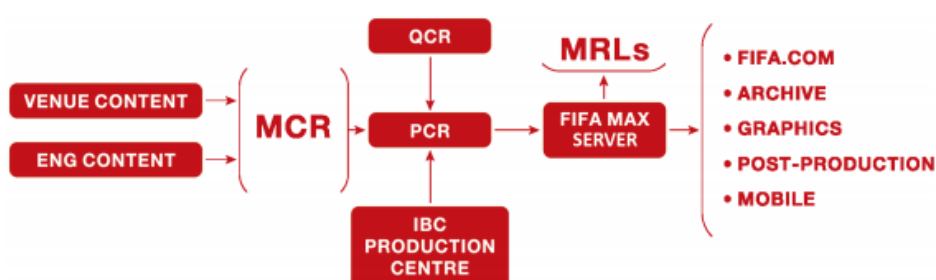 QCR
MRLs
VENUE CONTENT
ENG CONTENT
MCR
PCR
FIFA MAX
SERVER
IBC
PRODUCTION
CENTRE
• FIFA.COM
• ARCHIVE
• GRAPHICS
• POST-PRODUCTION
• MOBILE